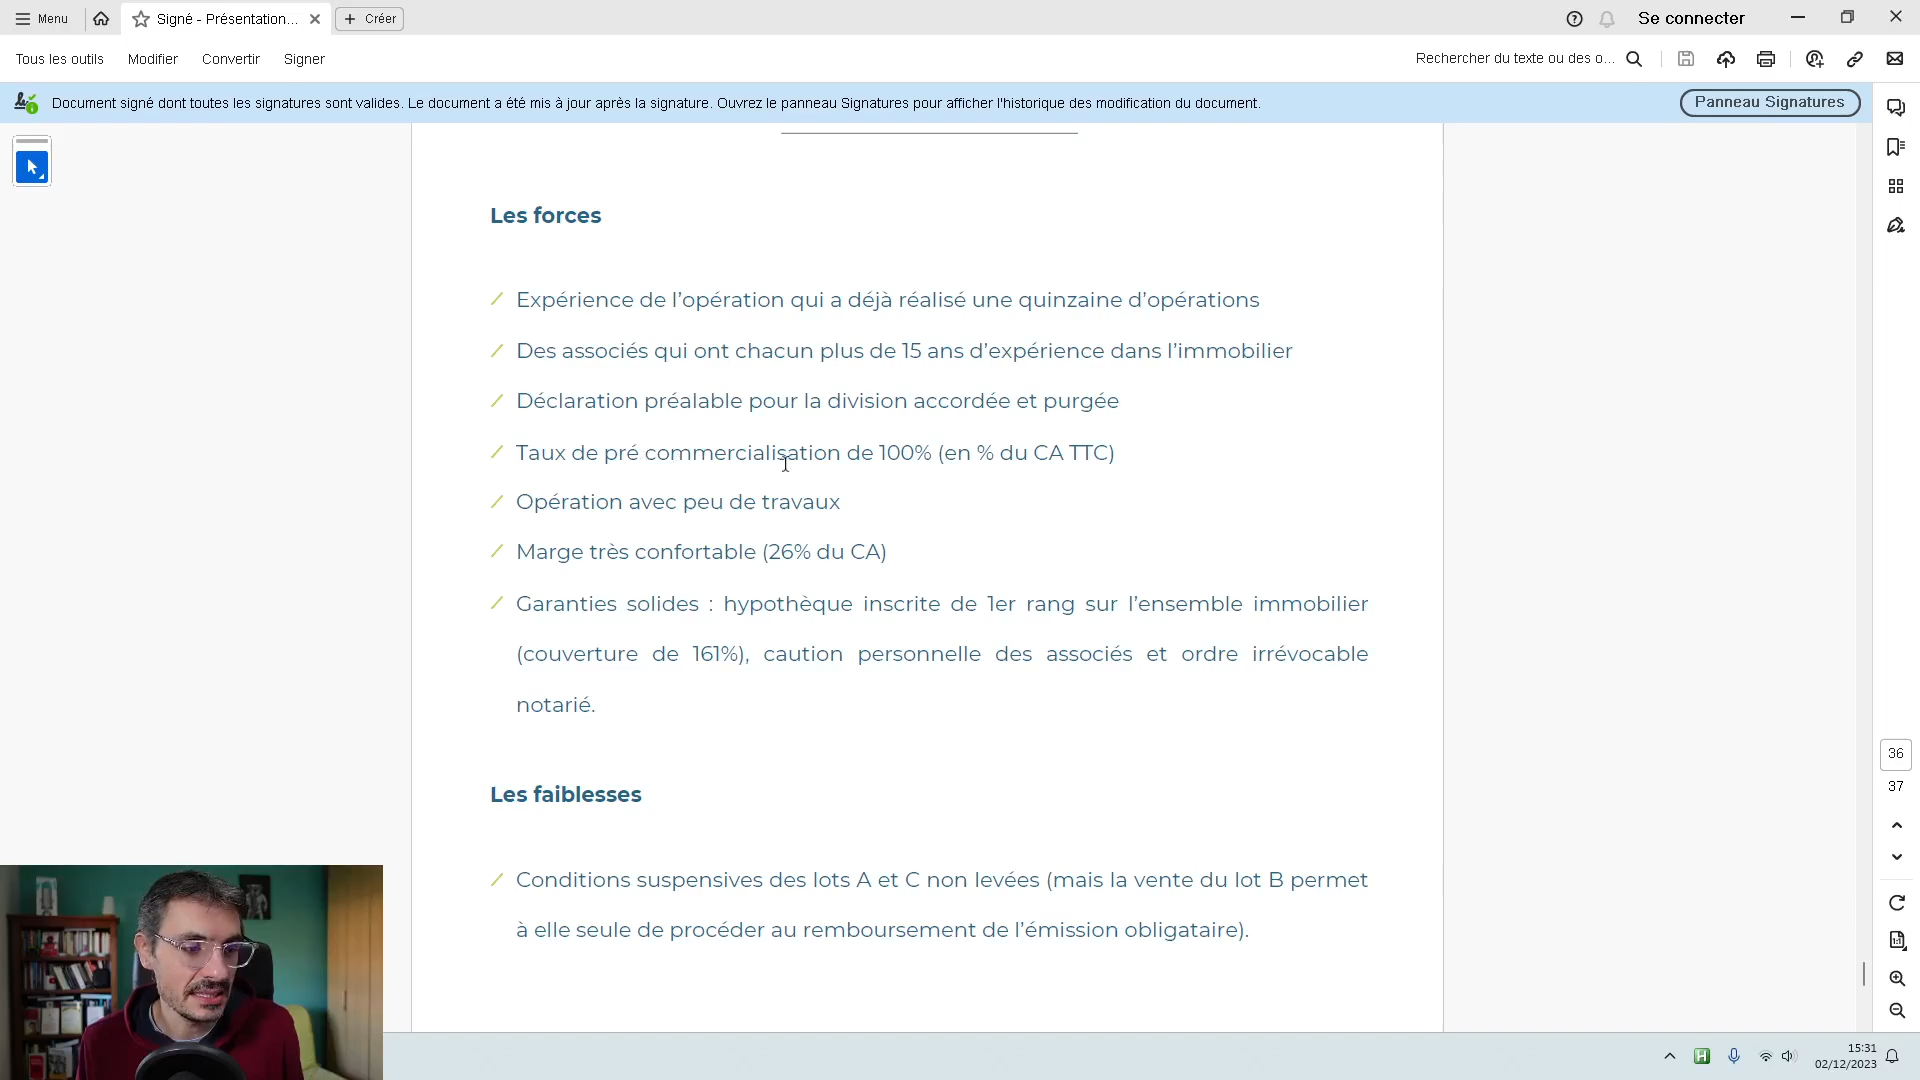 Menu
Signé - Présentation...
Créer
Se connecter
Tous les outils
Modifier
Convertir
Signer
Rechercher du texte ou des o...
Document signé dont toutes les signatures sont valides. Le document a été mis à jour après la signature. Ouvrez le panneau Signatures pour afficher l'historique des modification du document.
Panneau Signatures
Les forces
Expérience de l’opération qui a déjà réalisé une quinzaine d’opérations
Des associés qui ont chacun plus de 15 ans d’expérience dans l’immobilier
Déclaration préalable pour la division accordée et purgée
Taux de pré commercialisation de 100% (en % du CA TTC)
Opération avec peu de travaux
Marge très confortable (26% du CA)
Garanties solides : hypothèque inscrite de 1er rang sur l’ensemble immobilier
(couverture de 161%), caution personnelle des associés et ordre irrévocable
notarié.
Les faiblesses
Conditions suspensives des lots A et C non levées (mais la vente du lot B permet
à elle seule de procéder au remboursement de l’émission obligataire).
36
37
H
15:31
02/12/2023